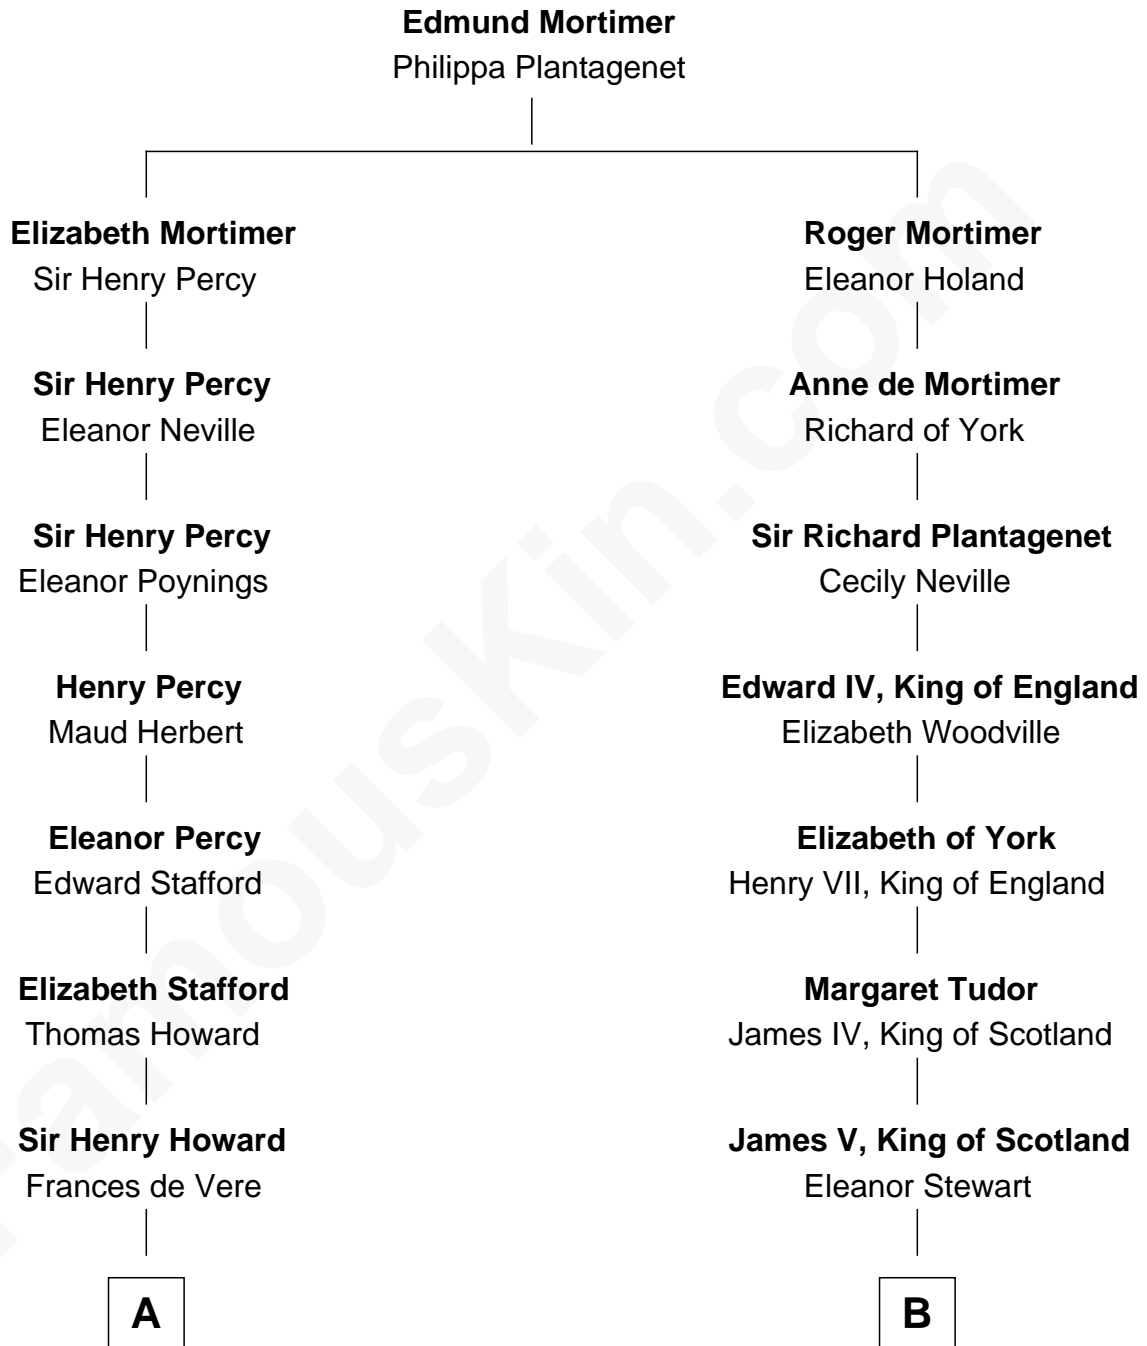 Edmund Mortimer
Philippa Plantagenet
Elizabeth Mortimer
Sir Henry Percy
Roger Mortimer
Eleanor Holand
Sir Henry Percy
Eleanor Neville
Anne de Mortimer
Richard of York
Sir Henry Percy
Eleanor Poynings
Sir Richard Plantagenet
Cecily Neville
Henry Percy
Maud Herbert
Edward IV, King of England
Elizabeth Woodville
Eleanor Percy
Edward Stafford
Elizabeth of York
Henry VII, King of England
Elizabeth Stafford
Thomas Howard
Margaret Tudor
James IV, King of Scotland
Sir Henry Howard
Frances de Vere
James V, King of Scotland
Eleanor Stewart
A
B
FamousKin.com